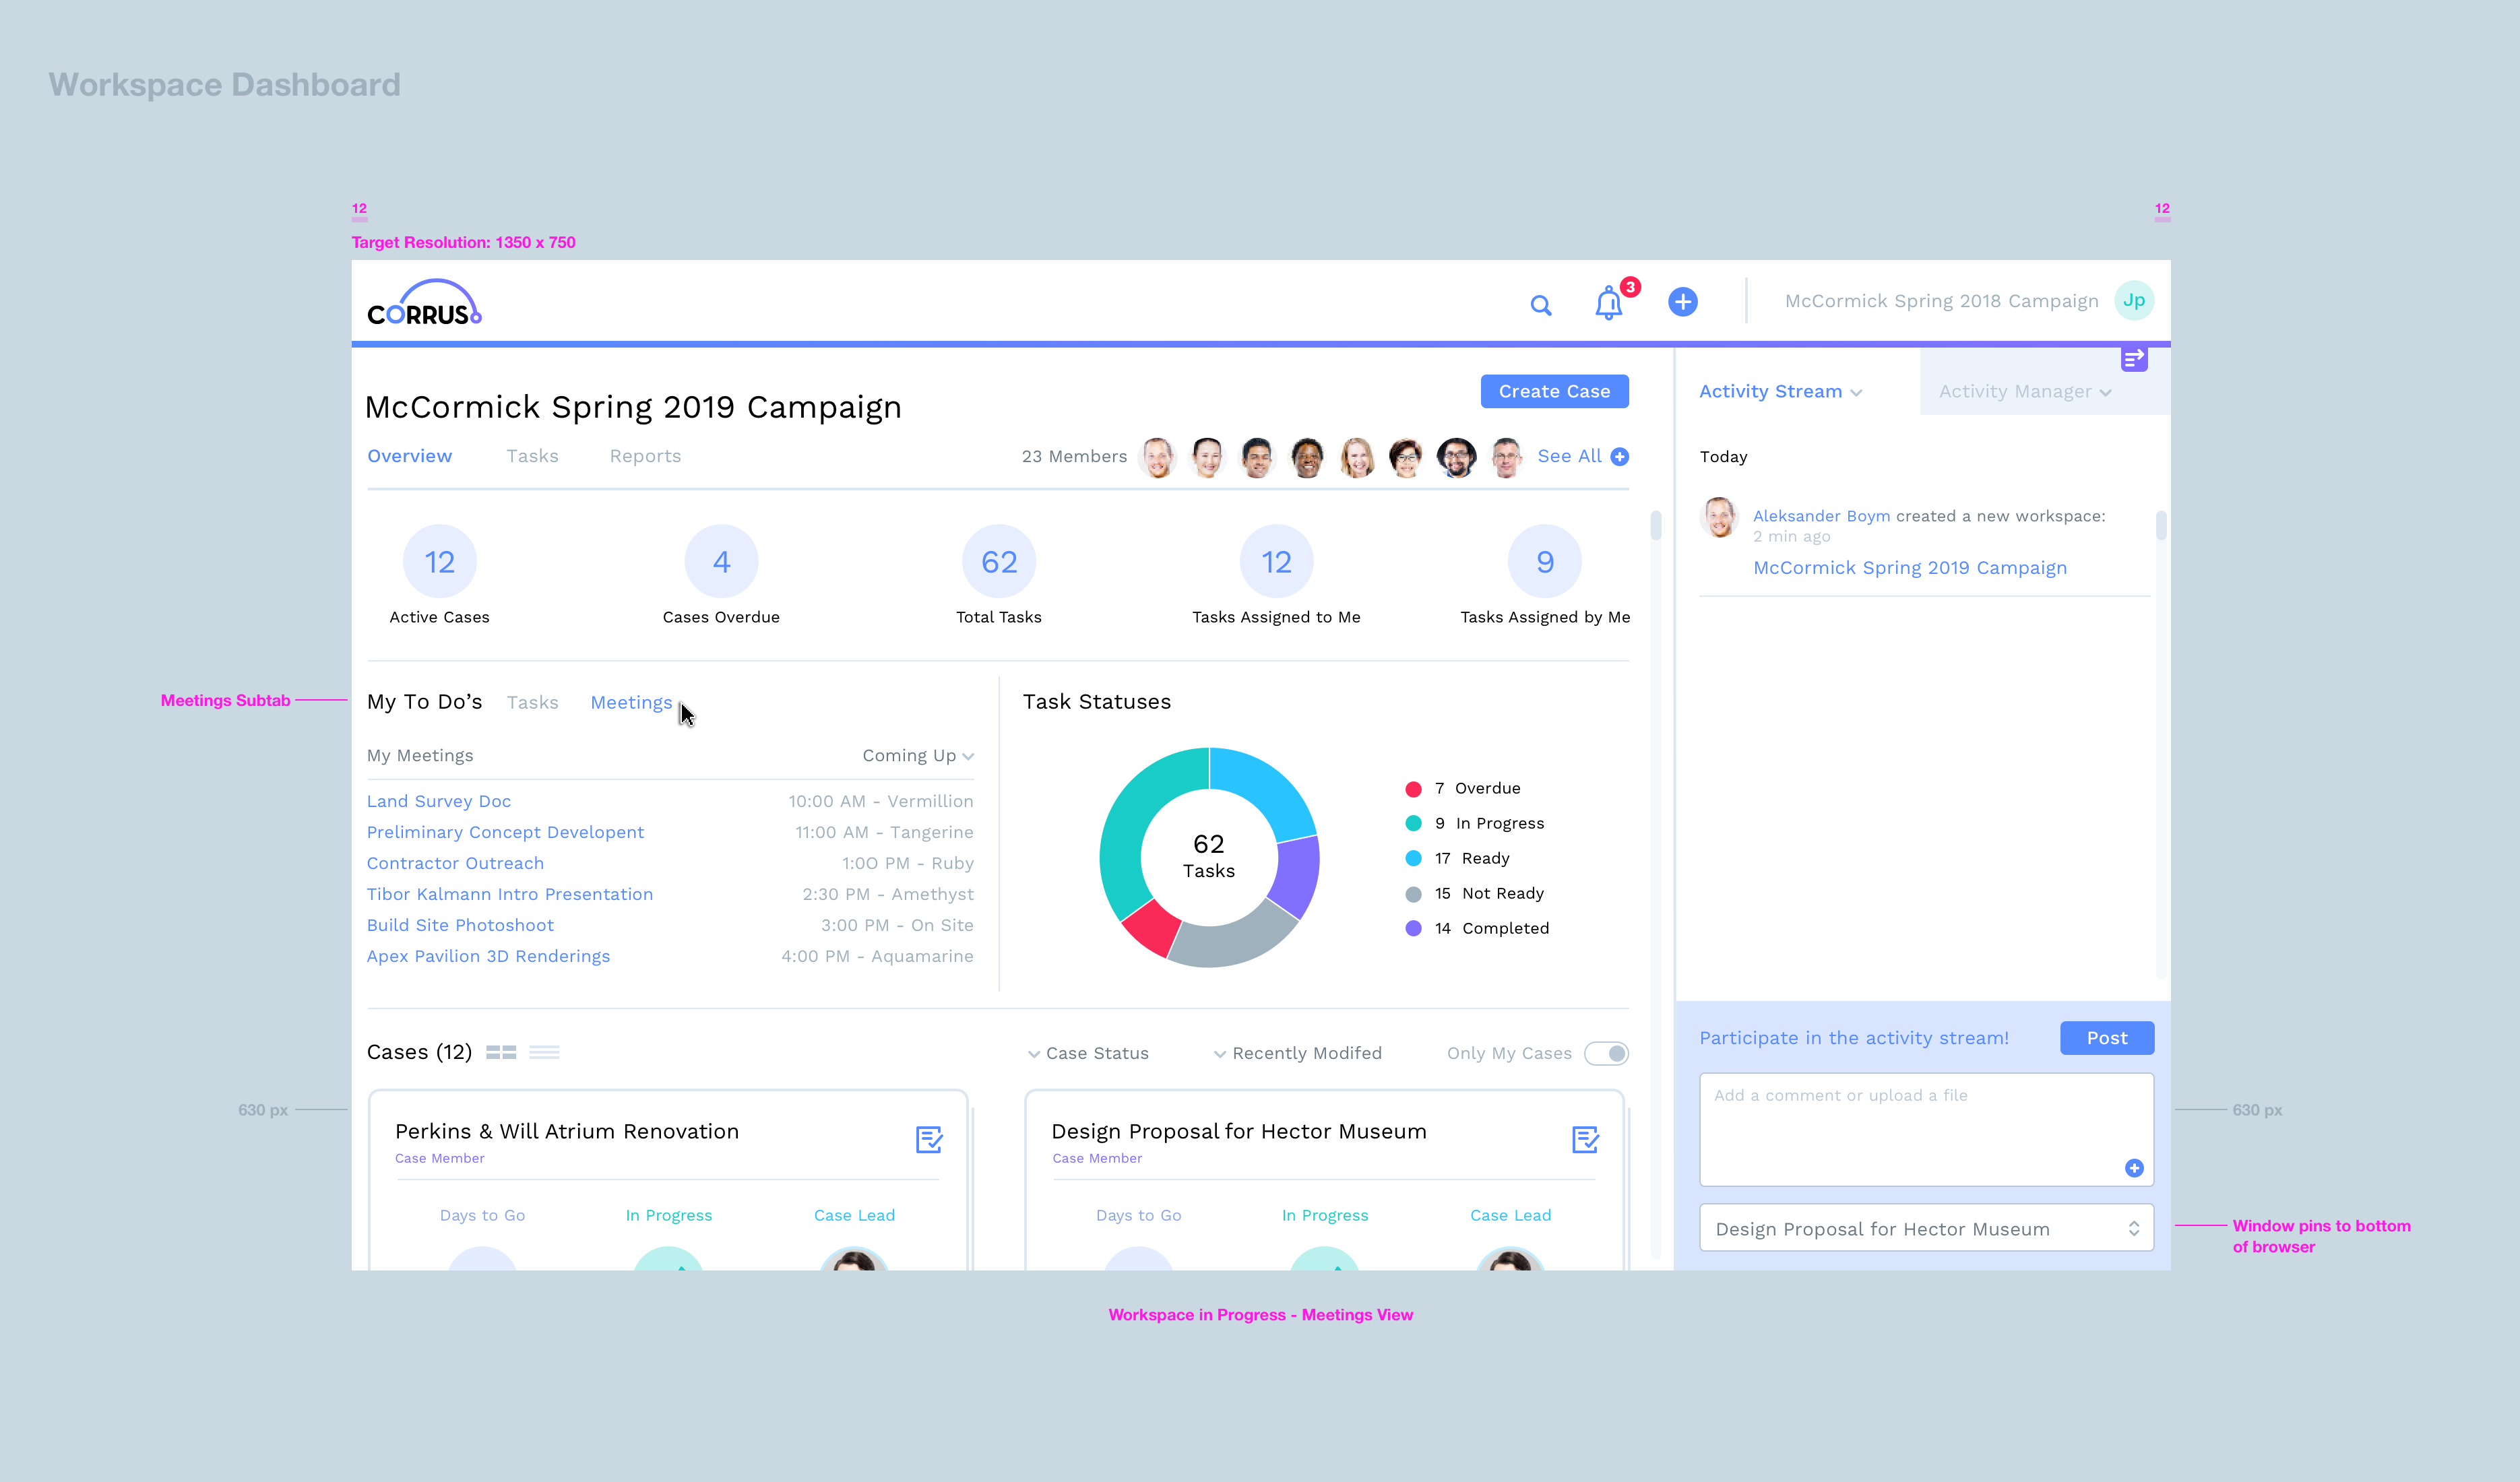 Workspace Dashboard
12
12
Target Resolution: 1350 x 750
CORRUS
3
McCormick Spring 2018 Campaign
Jp
McCormick Spring 2019 Campaign
Create Case
Overview
Tasks
Reports
23 Members
See All
12
Active Cases
4
Cases Overdue
62
Total Tasks
12
Tasks Assigned to Me
9
Tasks Assigned by Me
Activity Stream
Activity Manager
Today
Aleksander Boym created a new workspace:
2 min ago
McCormick Spring 2019 Campaign
Meetings Subtab
My To Do’s
Tasks
Meetings
My Meetings
Coming Up
Land Survey Doc
10:00 AM - Vermillion
Preliminary Concept Developent
11:00 AM - Tangerine
Contractor Outreach
1:0O PM - Ruby
Tibor Kalmann Intro Presentation
2:30 PM - Amethyst
Build Site Photoshoot
3:00 PM - On Site
Apex Pavilion 3D Renderings
4:00 PM - Aquamarine
Task Statuses
62
Tasks
7 Overdue
9 In Progress
17 Ready
15 Not Ready
14 Completed
Cases (12)
Case Status
Recently Modifed
Only My Cases
Perkins & Will Atrium Renovation
Case Member
Days to Go
In Progress
Case Lead
Design Proposal for Hector Museum
Case Member
Days to Go
In Progress
Case Lead
Participate in the activity stream!
Post
Add a comment or upload a file
Design Proposal for Hector Museum
630 px
630 px
Window pins to bottom
of browser
Workspace in Progress - Meetings View